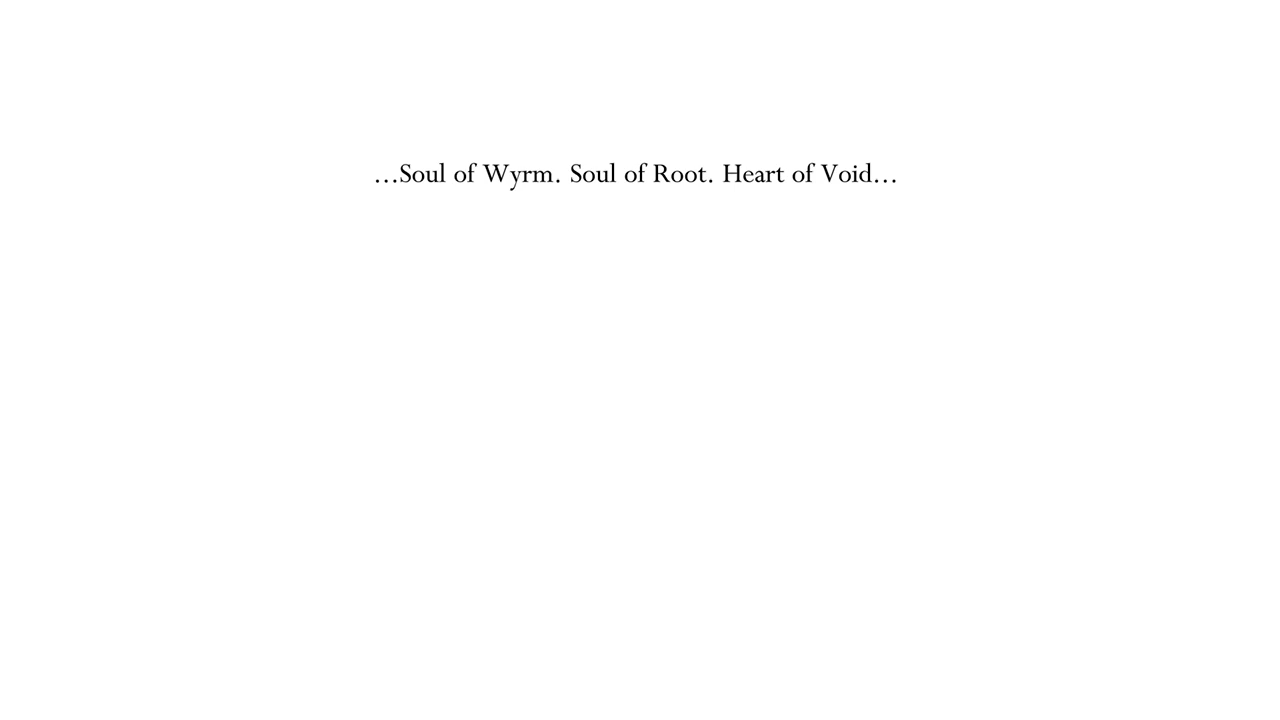 …Soul of Wyrm. Soul of Root. Heart of Void…